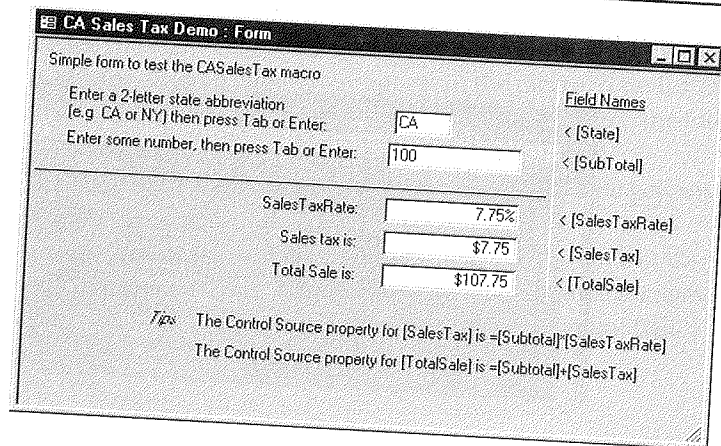 CA Sales Tax Demo : Form
Simple form to test the CASalesTax macro
Field Names
Enter a 2-letter state abbreviation
(e.g. CA or NY) then press Tab or Enter: CA < [State]
Enter some number, then press Tab or Enter: 100 < [SubTotal]
SalesTaxRate: 7.75% < [SalesTaxRate]
Sales tax is: $7.75 < [SalesTax]
Total Sale is: $107.75 < [TotalSale]
Tips The Control Source property for [SalesTax] is =[Subtotal]*[SalesTaxRate]
The Control Source property for [TotalSale] is =[Subtotal]+[SalesTax]